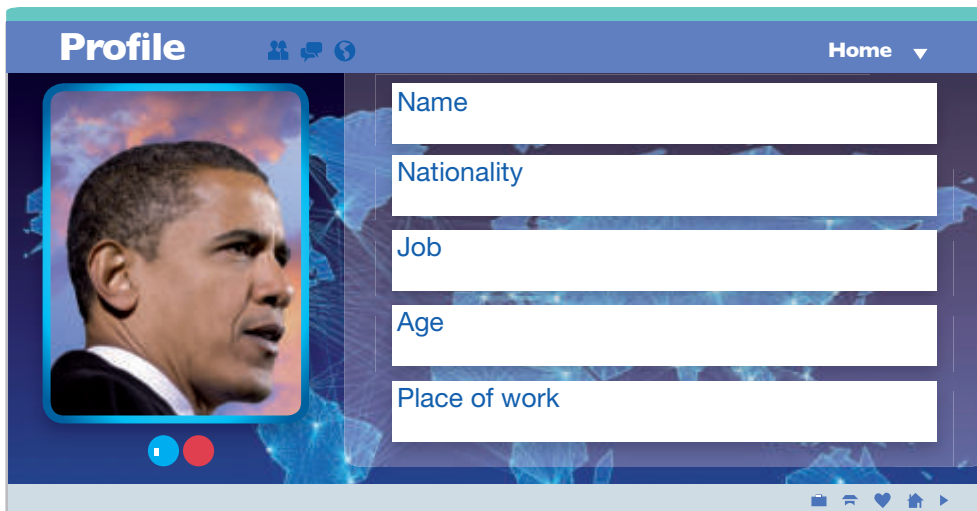 Profile
Home
Name
Nationality
Job
Age
Place of work